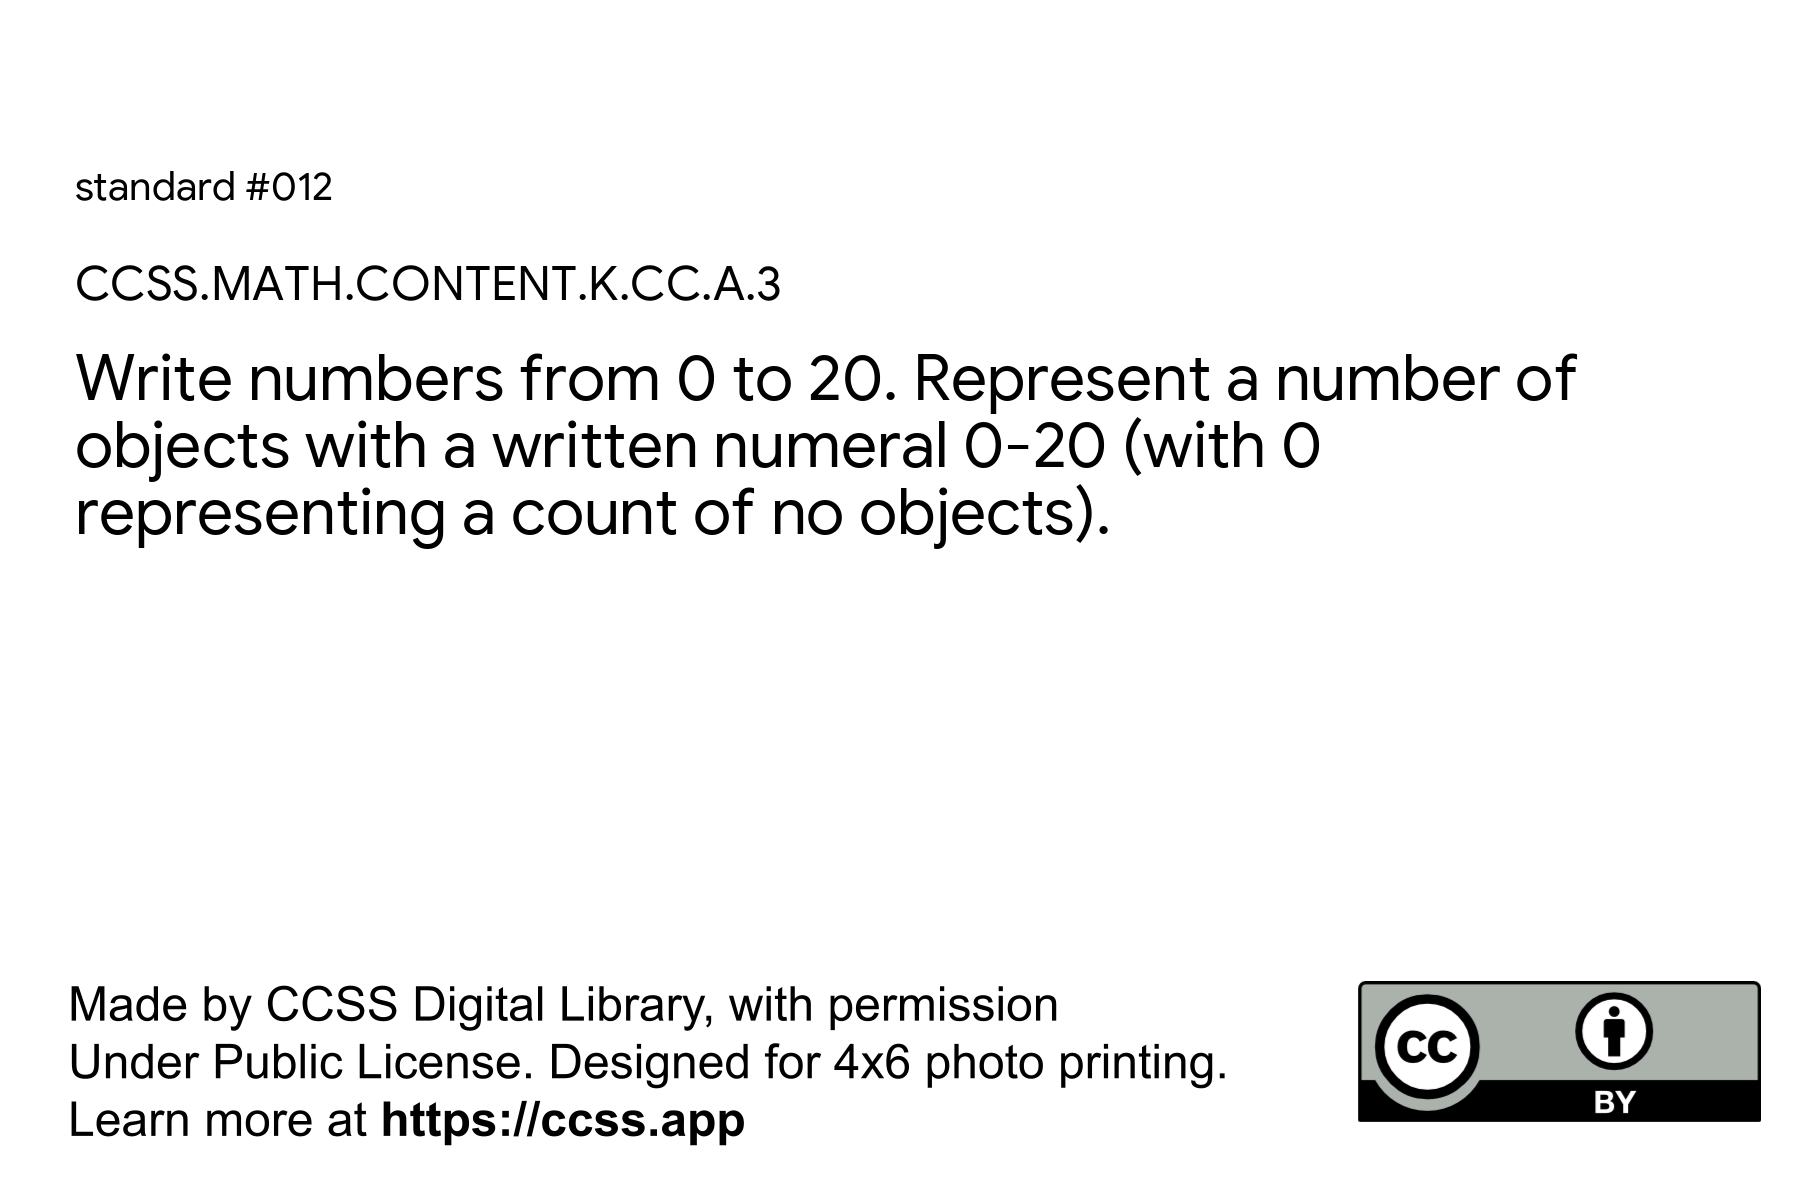 standard #012
CCSS.MATH.CONTENT.K.CC.A.3
Write numbers from 0 to 20. Represent a number of
objects with a written numeral 0-20 (with 0
representing a count of no objects).
Made by CCSS Digital Library, with permission
Under Public License. Designed for 4x6 photo printing.
Learn more at https://ccss.app
cc
BY